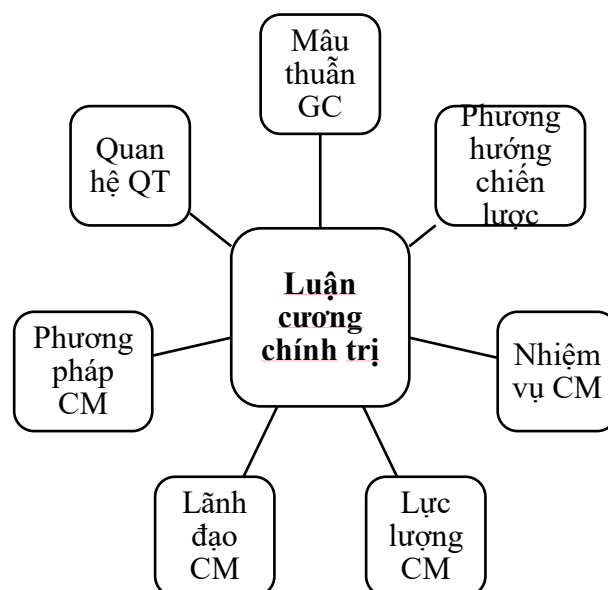 Mâu
thuẫn
GC
Phương
hướng
chiến
lược
Quan
hệ QT
Luận
cương
chính trị
Phương
pháp
CM
Nhiệm
vụ CM
Lãnh
đạo
CM
Lực
lượng
CM